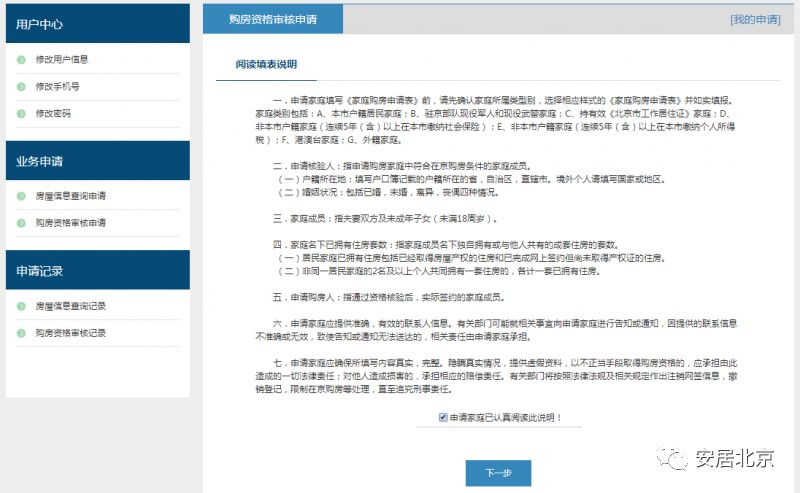 用户中心
修改用户信息
修改手机号
修改密码
业务申请
房屋信息查询申请
购房资格审核申请
申请记录
房屋信息查询记录
购房资格审核记录
购房资格审核申请
[我的申请]
阅读填表说明
一．申请家庭填写《家庭购房申请表》前，请先确认家庭所属类型别，选择相应样式的《家庭购房申请表》并如实填报。
家庭类别包括：A、本市户籍居民家庭；B、驻京部队现役军人和现役武警家庭；C、持有效《北京市工作居住证》家庭；D、
非本市户籍家庭（连续5年（含）以上在本市缴纳社会保险）；E、非本市户籍家庭（连续5年（含）以上在本市缴纳个人所得
税）；F、港澳台家庭；G、外籍家庭。
二．申请核验人：指申请购房家庭中符合在京购房条件的家庭成员。
（一）户籍所在地：填写户口簿记载的户籍所在的省，自治区，直辖市。境外个人请填写国家或地区。
（二）婚姻状况：包括已婚，未婚，离异，丧偶四种情况。
三．家庭成员：指夫妻双方及未成年子女（未满18周岁）。
四．家庭名下已拥有住房套数：指家庭成员名下独自拥有或与他人共有的成套住房的套数。
（一）居民家庭已拥有住房包括已经取得房屋产权的住房和已完成网上签约但尚未取得产权证的住房。
（二）非同一居民家庭的2名及以上个人共同拥有一套住房的，各计一套已拥有住房。
五．申请购房人：指通过资格核验后，实际签约的家庭成员。
六．申请家庭应提供准确，有效的联系人信息。有关部门可能就相关事宜向申请家庭进行告知或通知，因提供的联系信息
不准确或无效，致使告知或通知无法送达的，相关责任由申请家庭承担。
七．申请家庭应确保所填写内容真实，完整。隐瞒真实情况，提供虚假资料，以不正当手段取得购房资格的，应承担由此
造成的一切法律责任；对他人造成损害的，承担相应的赔偿责任。有关部门将按照法律法规及相关规定作出注销网签信息，撤
销登记，限制在京购房等处理，直至追究刑事责任。
申请家庭已认真阅读此说明！
下一步
安居北京